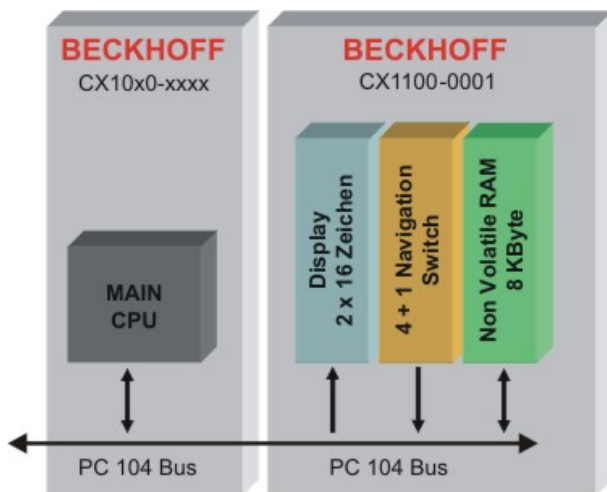 BECKHOFF
CX10x0-xxxx
MAIN
CPU
PC 104 Bus
BECKHOFF
CX1100-0001
Display
2 x 16 Zeichen
4 + 1 Navigation
Switch
Non Volatile RAM
8 KByte
PC 104 Bus